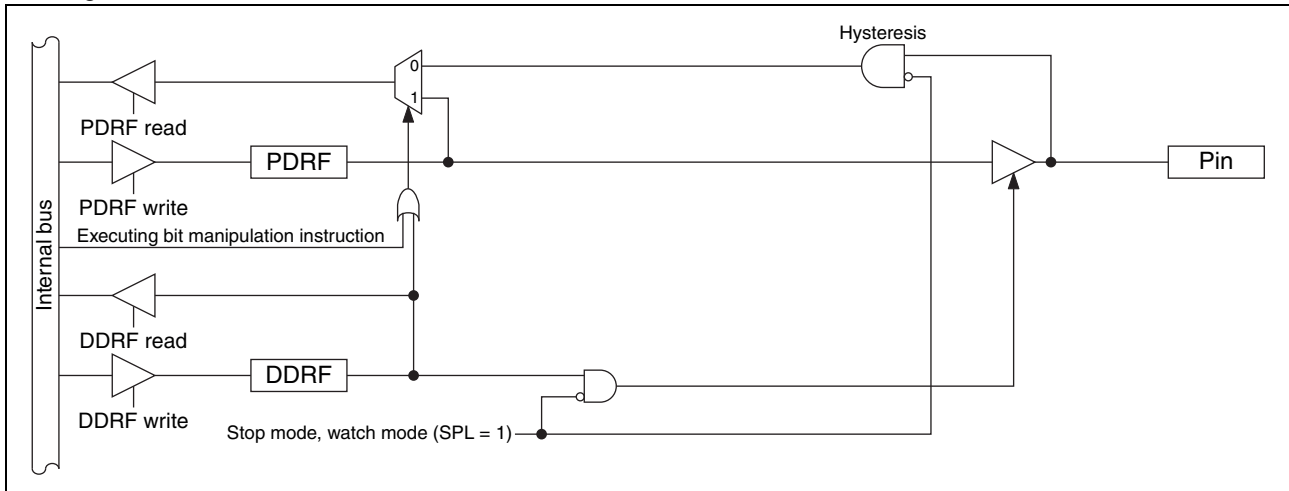 Hysteresis
0
1
PDRF read
PDRF
Pin
PDRF write
Executing bit manipulation instruction
Internal bus
DDRF read
DDRF
DDRF write
Stop mode, watch mode (SPL = 1)